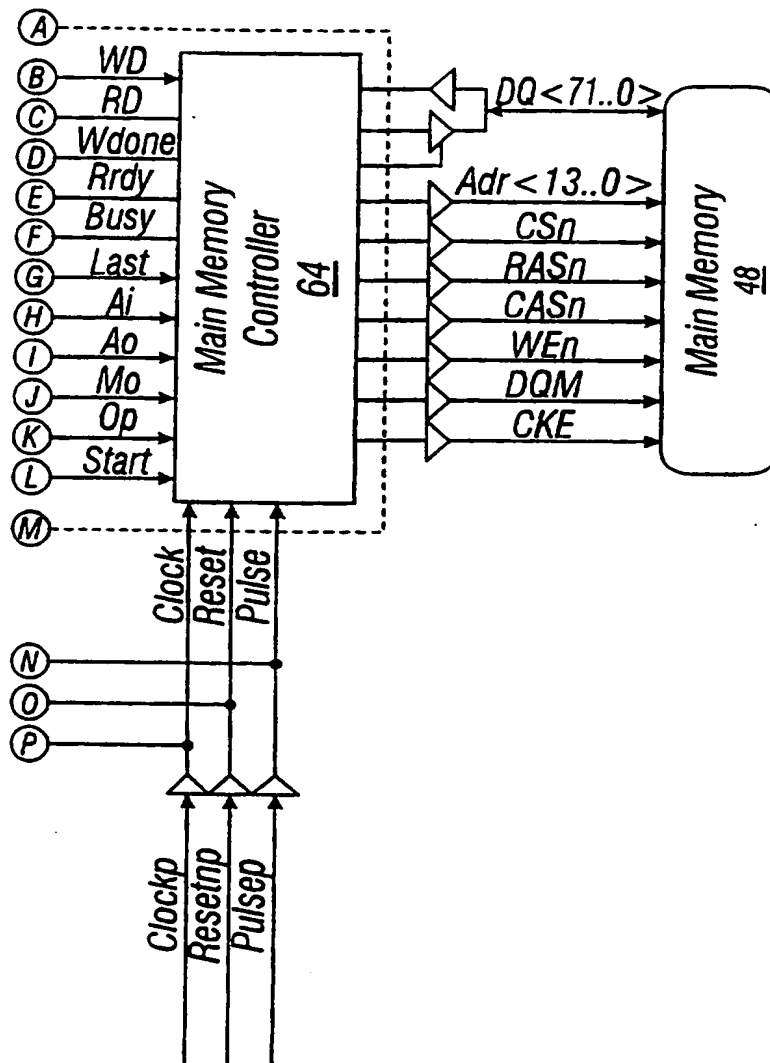 A
B WD
C RD
D Wdone
E Rrdy
F Busy
G Last
H Ai
I Ao
J Mo
K Op
L Start
M
Main Memory
Controller
64
DQ<71..0>
Adr<13..0>
CSn
RASn
CASn
WEn
DQM
CKE
Main Memory
48
Clock
Reset
Pulse
N
O
P
Clockp
Resetnp
Pulsep